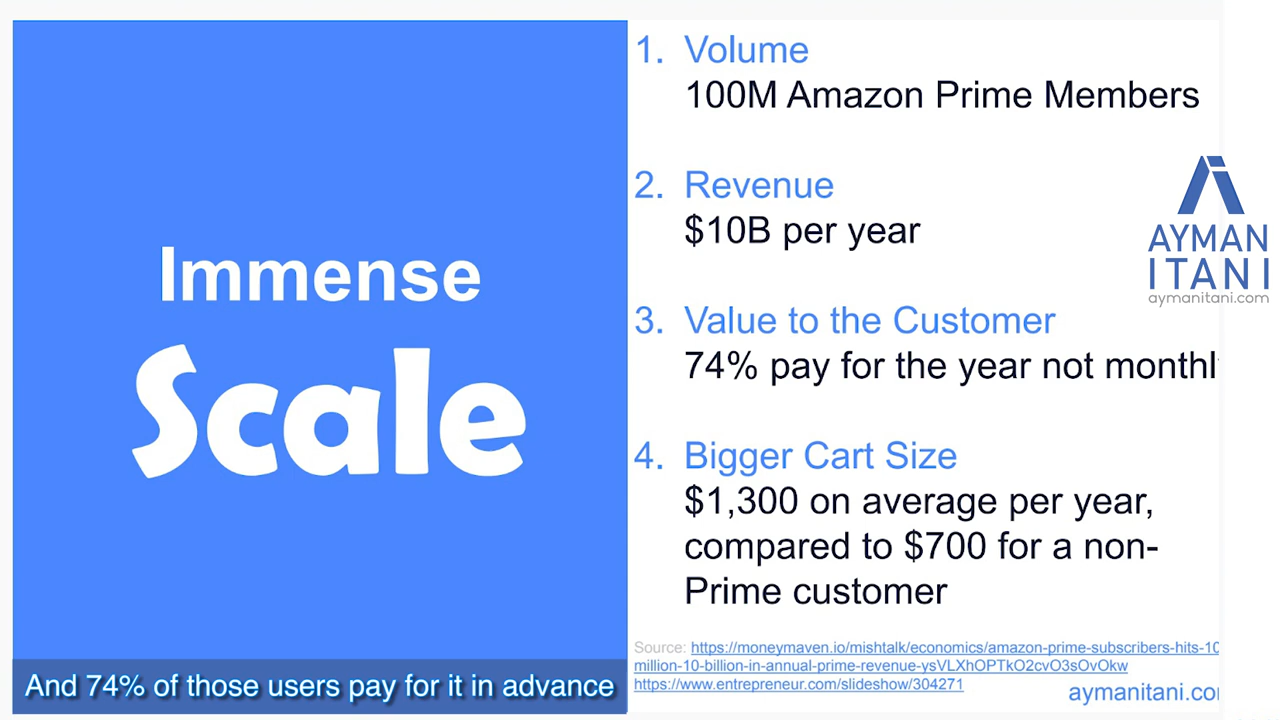 Immense
Scale
And 74% of those users pay for it in advance
1. Volume
100M Amazon Prime Members
2. Revenue
$10B per year
3. Value to the Customer
74% pay for the year not monthl
4. Bigger Cart Size
$1,300 on average per year,
compared to $700 for a non-
Prime customer
Source: https://moneymaven.io/mishtalk/economics/amazon-prime-subscribers-hits-10
million-10-billion-in-annual-prime-revenue-ysVLXhOPTkO2cvO3sOvOkw
https://www.entrepreneur.com/slideshow/304271
aymanitani.co
AYMAN
ITANI
aymanitani.com